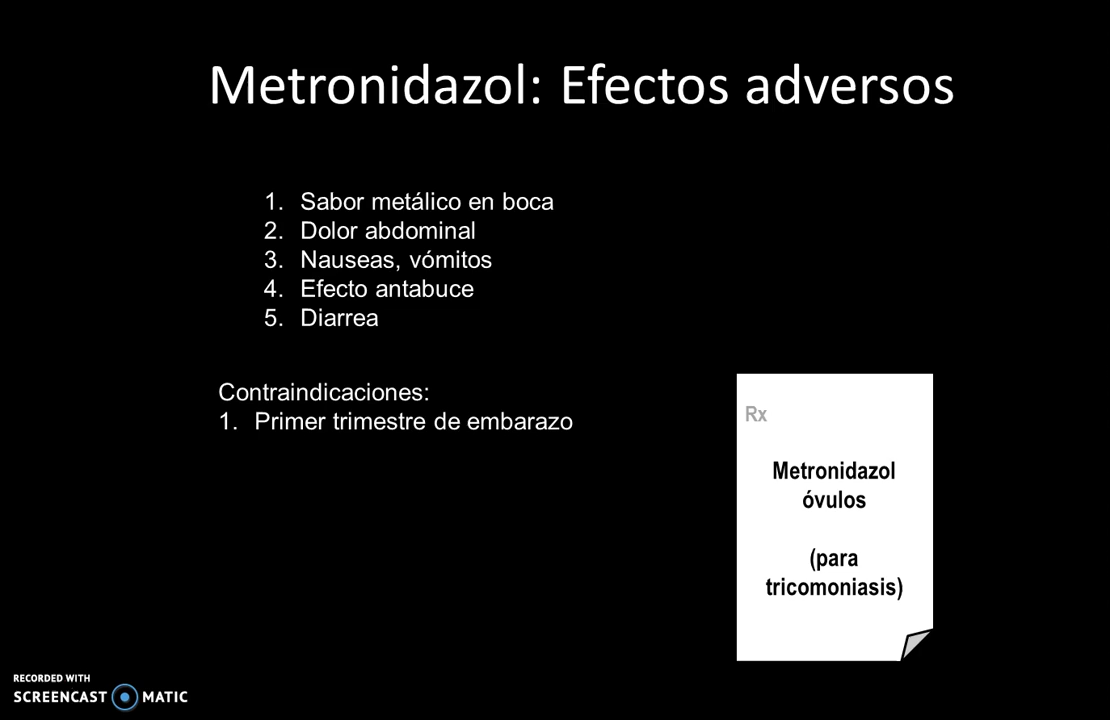 Metronidazol: Efectos adversos
1. Sabor metálico en boca
2. Dolor abdominal
3. Nauseas, vómitos
4. Efecto antabuce
5. Diarrea
Contraindicaciones:
1. Primer trimestre de embarazo
Rx
Metronidazol
óvulos
(para
tricomoniasis)
RECORDED WITH
SCREENCAST MATIC